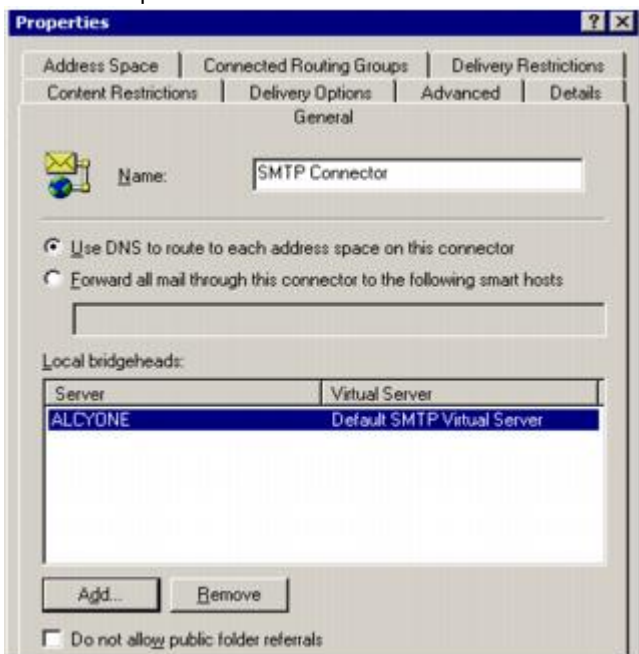 Properties
Address Space Connected Routing Groups Delivery Restrictions
Content Restrictions Delivery Options Advanced Details
General
Name: SMTP Connector
Use DNS to route to each address space on this connector
Forward all mail through this connector to the following smart hosts
Local bridgeheads:
Server Virtual Server
ALCYONE Default SMTP Virtual Server
Add... Remove
Do not allow public folder referrals